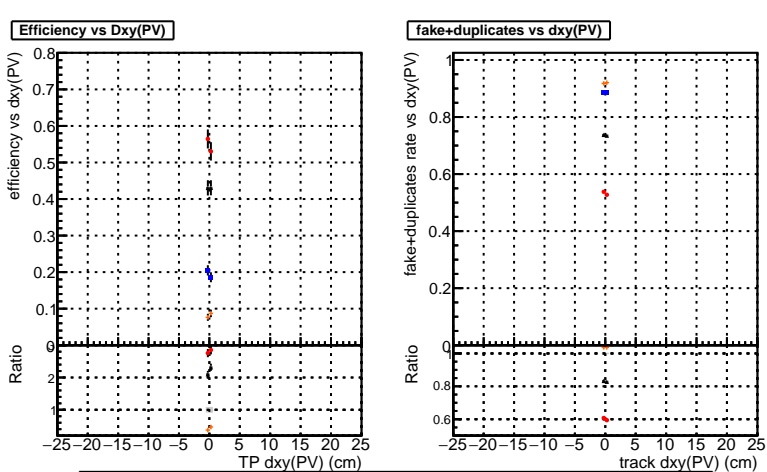 Efficiency vs Dxy(PV)
efficiency vs dxy(PV)
0.8
0.7
0.6
0.5
0.4
0.3
0.2
0.1
0
Ratio
2
1
−25 −20 −15 −10 −5 0 5 10 15 20 25
TP dxy(PV) (cm)
fake+duplicates vs dxy(PV)
fake+duplicates rate vs dxy(PV)
1
0.8
0.6
0.4
0.2
0
Ratio
1
0.8
0.6
−25 −20 −15 −10 −5 0 5 10 15 20 25
track dxy(PV) (cm)